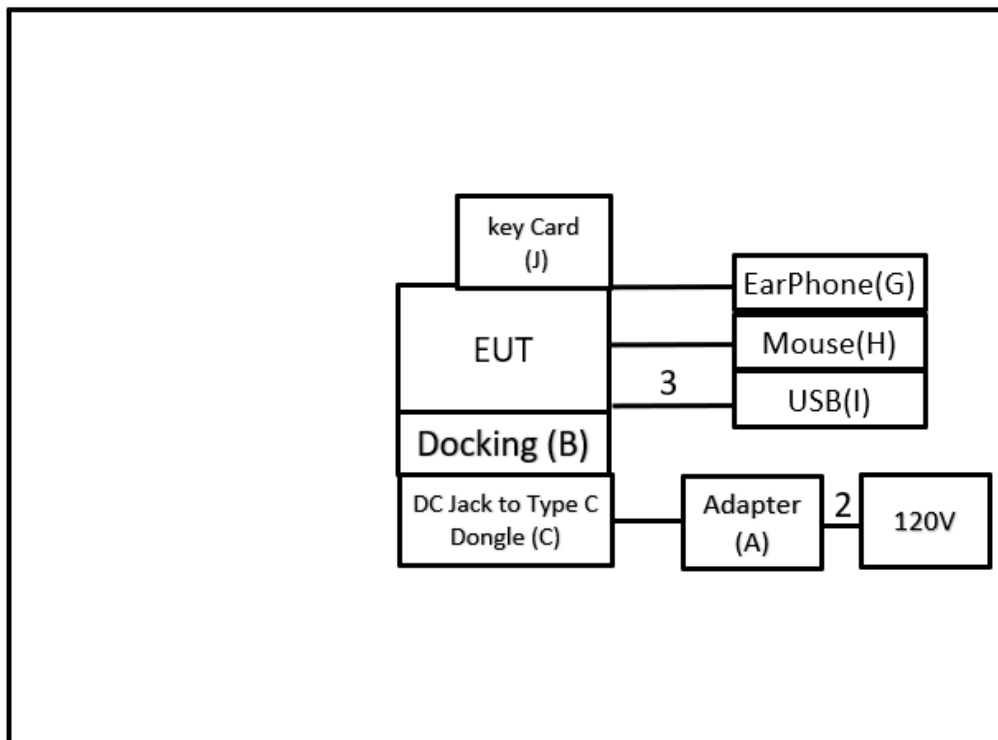 key Card
(J)
EarPhone(G)
EUT
Mouse(H)
3
USB(I)
Docking (B)
DC Jack to Type C
Dongle (C)
Adapter
(A)
2
120V